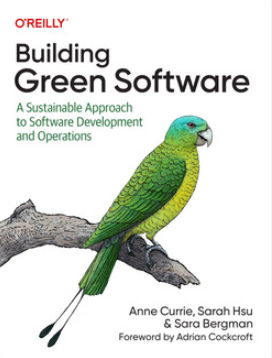 O'REILLY®
Building
Green Software
A Sustainable Approach
to Software Development
and Operations
Anne Currie, Sarah Hsu
& Sara Bergman
Foreword by Adrian Cockcroft